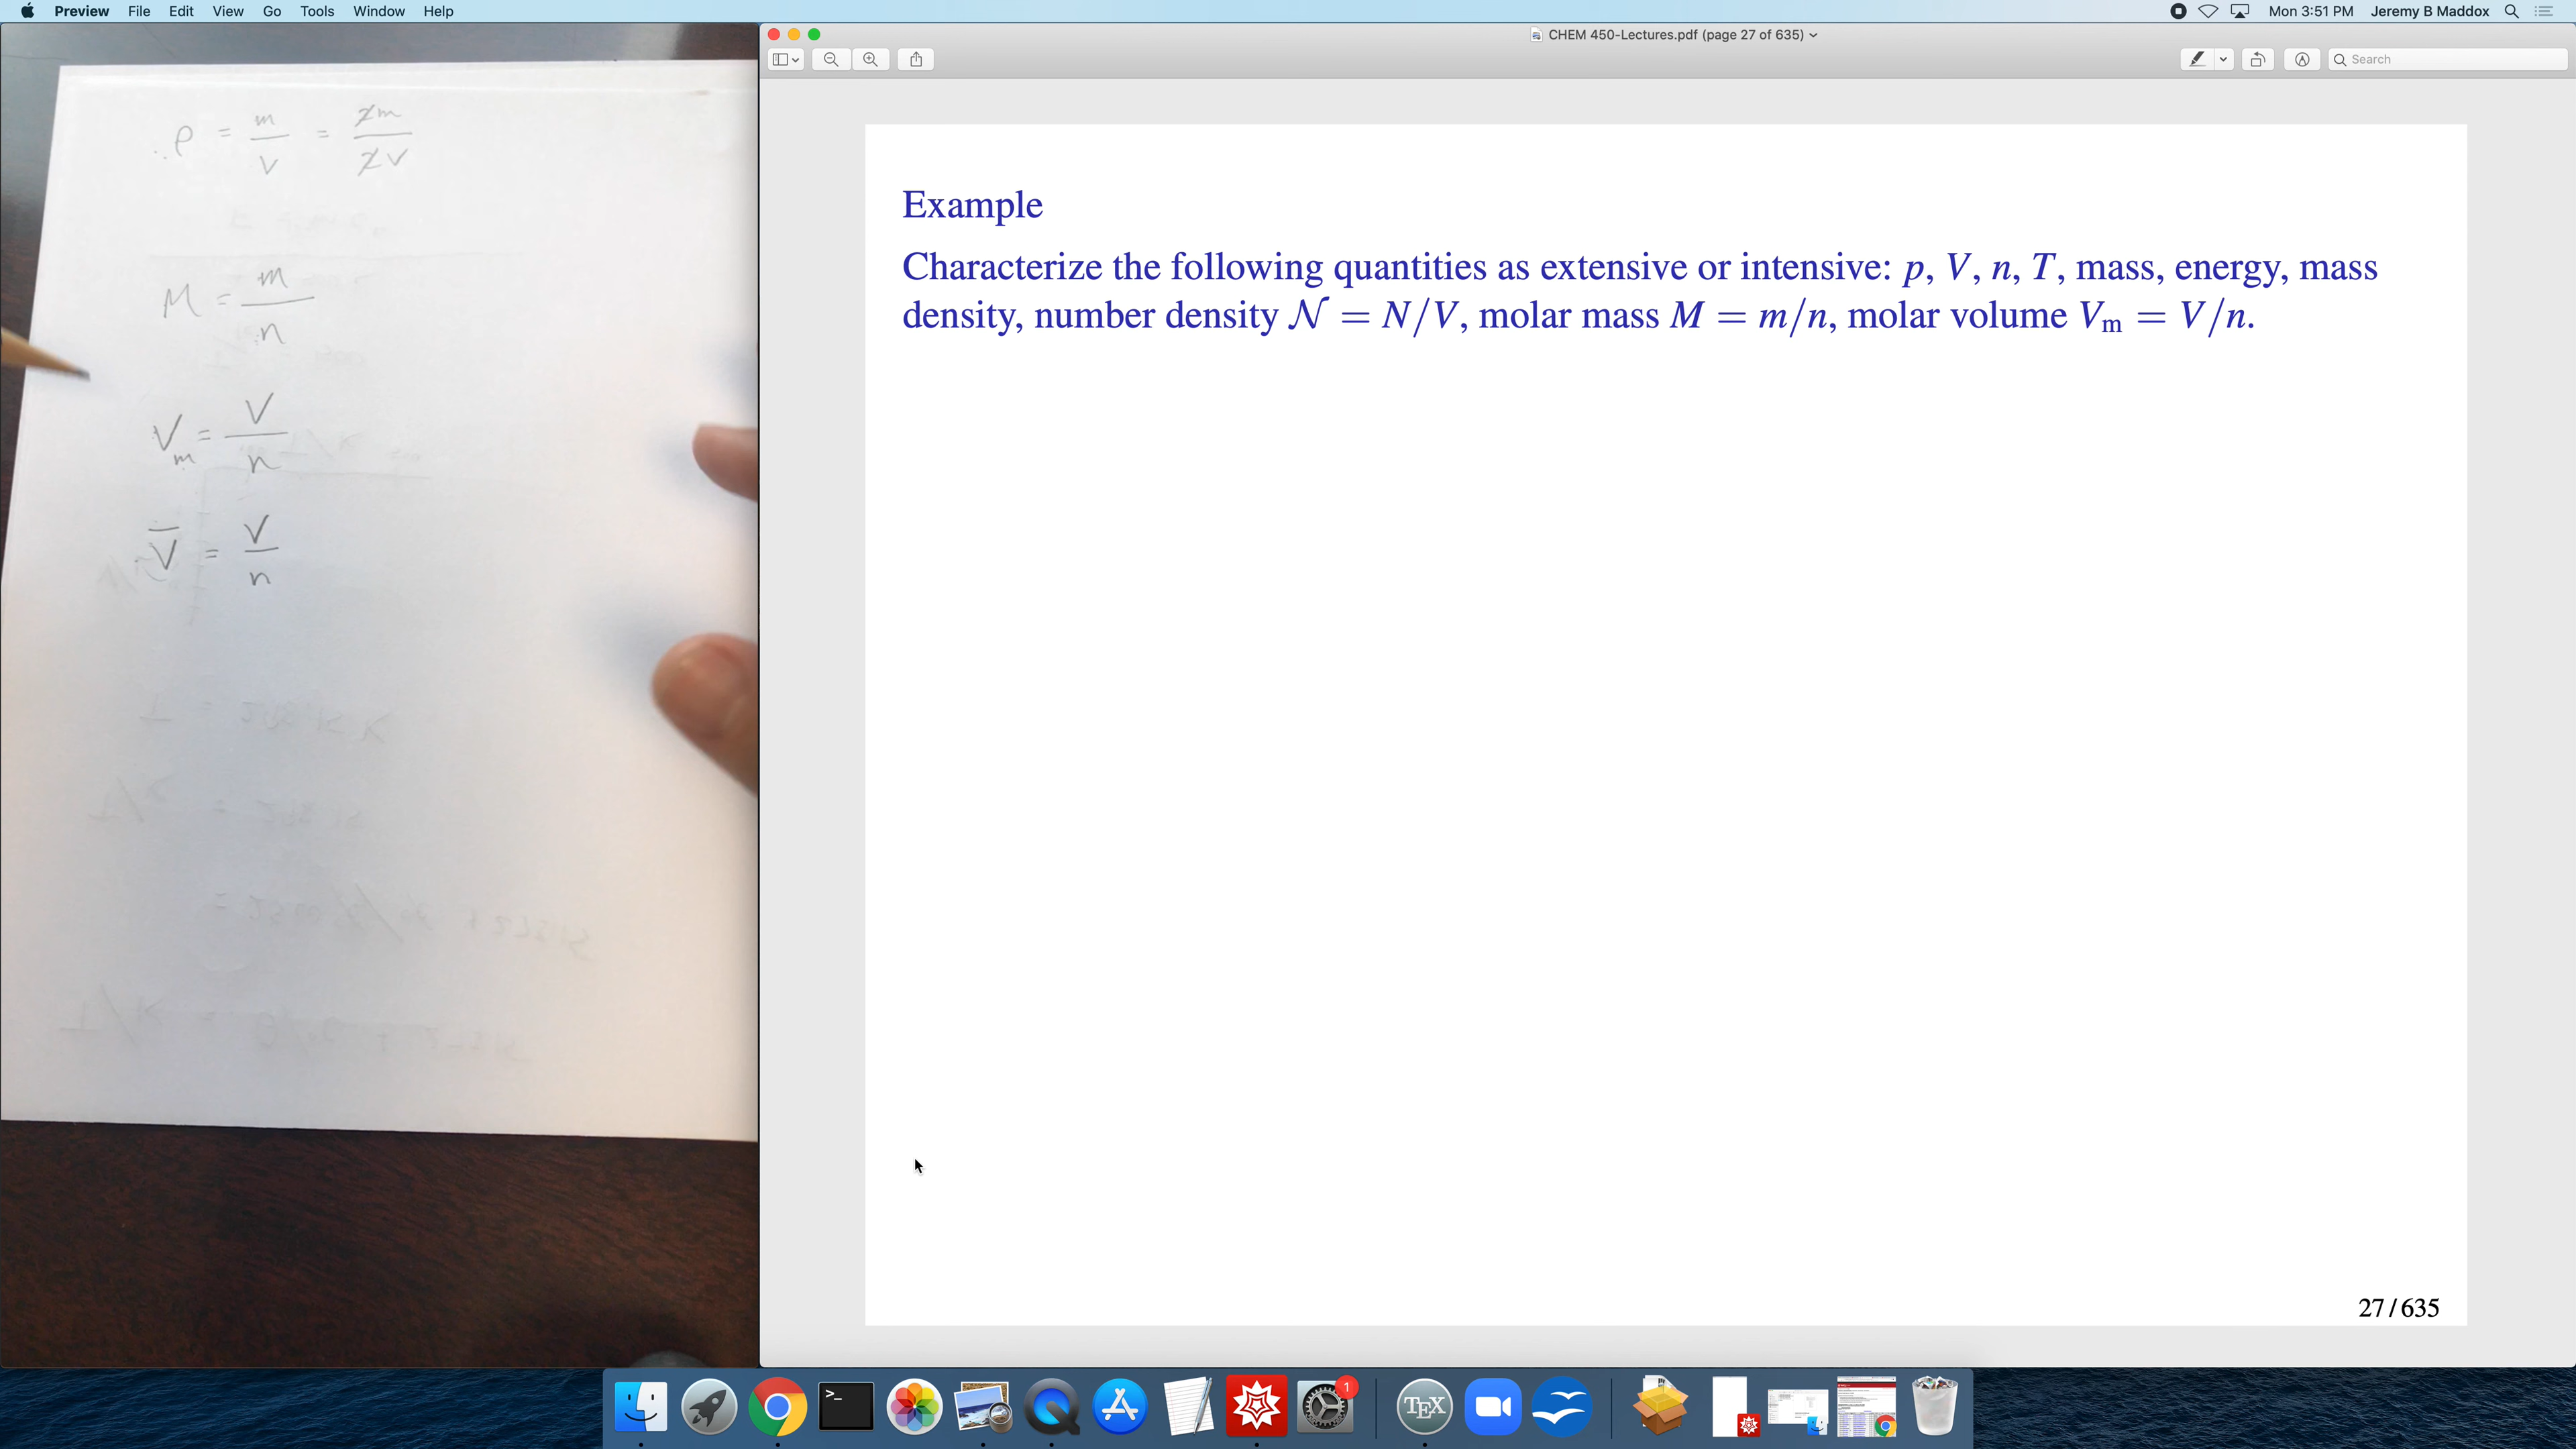 Preview File Edit View Go Tools Window Help
Mon 3:51 PM Jeremy B Maddox
CHEM 450-Lectures.pdf (page 27 of 635)
Search
ρ = m/V = 2m/2V
M = m/n
Vm = V/n
V̅ = V/n
Example
Characterize the following quantities as extensive or intensive: p, V, n, T, mass, energy, mass
density, number density 𝒩 = N/V, molar mass M = m/n, molar volume Vm = V/n.
27/635
>_
1
TEX